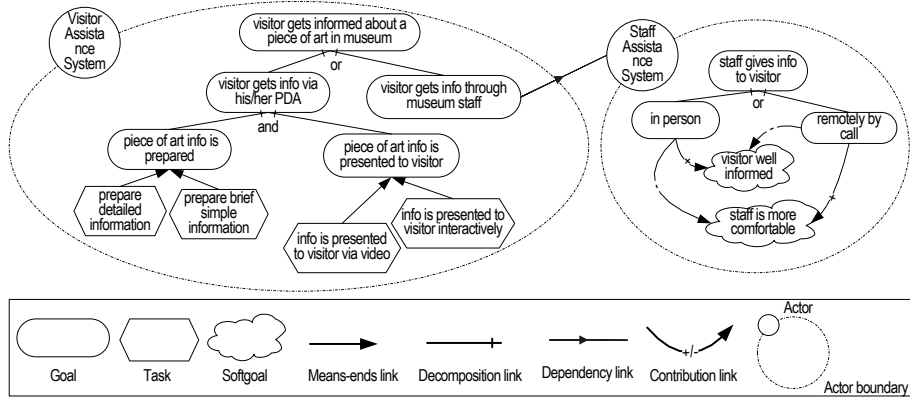 Visitor
Assista
nce
System
visitor gets informed about a
piece of art in museum
or
visitor gets info via
his/her PDA
visitor gets info through
museum staff
and
piece of art info is
prepared
piece of art info is
presented to visitor
prepare
detailed
information
prepare brief
simple
information
info is presented
to visitor via video
info is presented to
visitor interactively
Staff
Assista
nce
System
staff gives info
to visitor
or
in person
remotely by
call
+
-
visitor well
informed
-
+
staff is more
comfortable
Goal
Task
Softgoal
Means-ends link
Decomposition link
Dependency link
+/-
Contribution link
Actor
Actor boundary